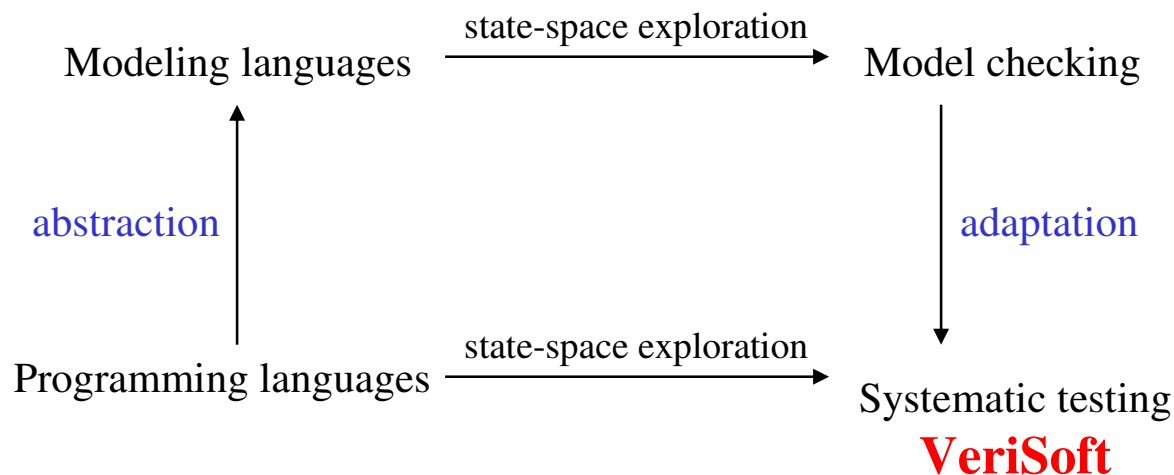 state-space exploration
Modeling languages
Model checking
abstraction
adaptation
state-space exploration
Programming languages
Systematic testing
VeriSoft